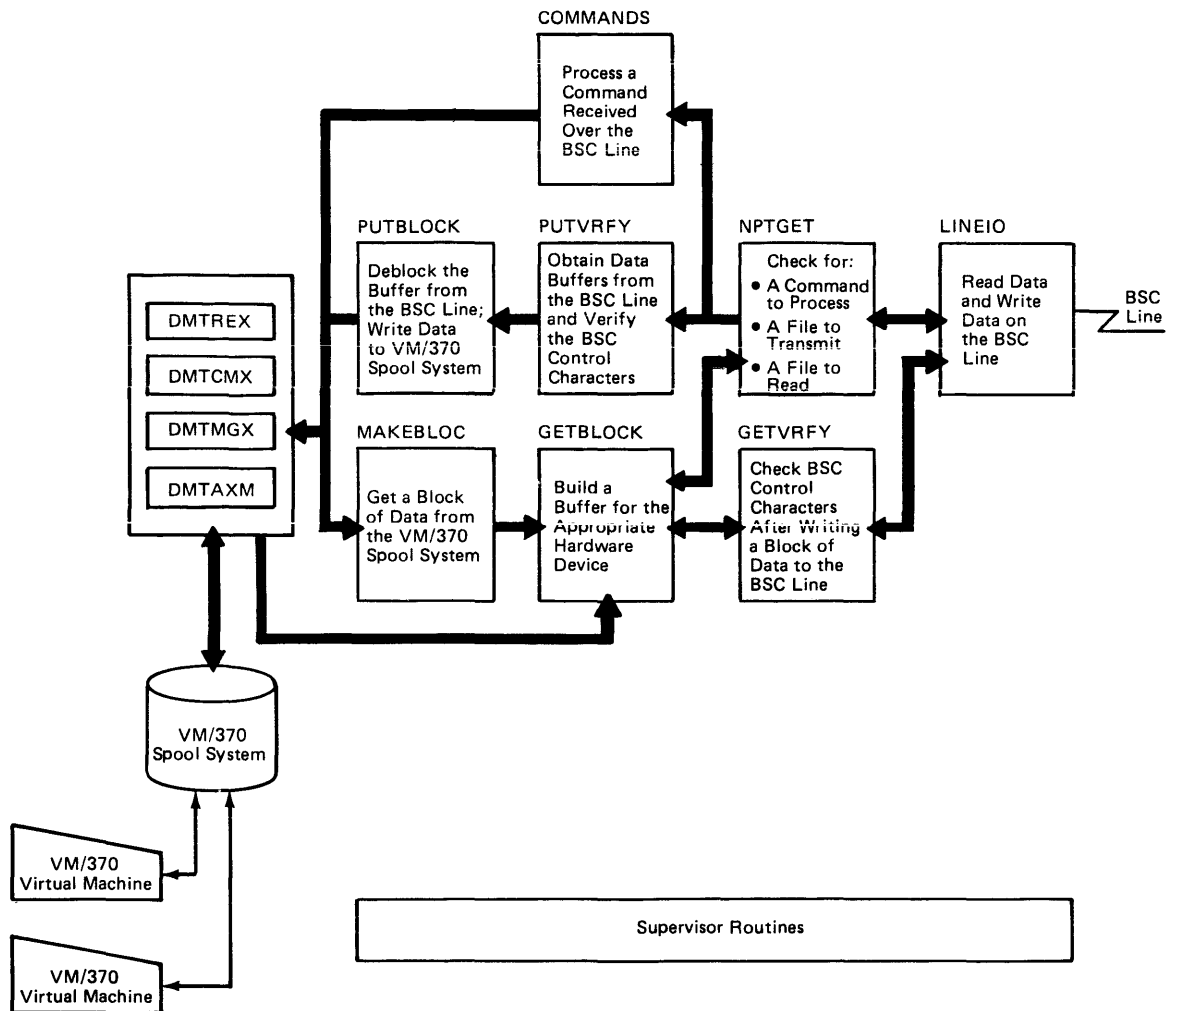 COMMANDS
Process a
Command
Received
Over the
BSC Line
PUTBLOCK
Deblock the
Buffer from
the BSC Line;
Write Data
to VM/370
Spool System
PUTVRFY
Obtain Data
Buffers from
the BSC Line
and Verify
the BSC
Control
Characters
NPTGET
Check for:
• A Command
to Process
• A File to
Transmit
• A File to
Read
LINEIO
Read Data
and Write
Data on
the BSC
Line
BSC
Line
DMTREX
DMTCMX
DMTMGX
DMTAXM
MAKEBLOC
Get a Block
of Data from
the VM/370
Spool System
GETBLOCK
Build a
Buffer for the
Appropriate
Hardware
Device
GETVRFY
Check BSC
Control
Characters
After Writing
a Block of
Data to the
BSC Line
VM/370
Spool System
VM/370
Virtual Machine
VM/370
Virtual Machine
Supervisor Routines